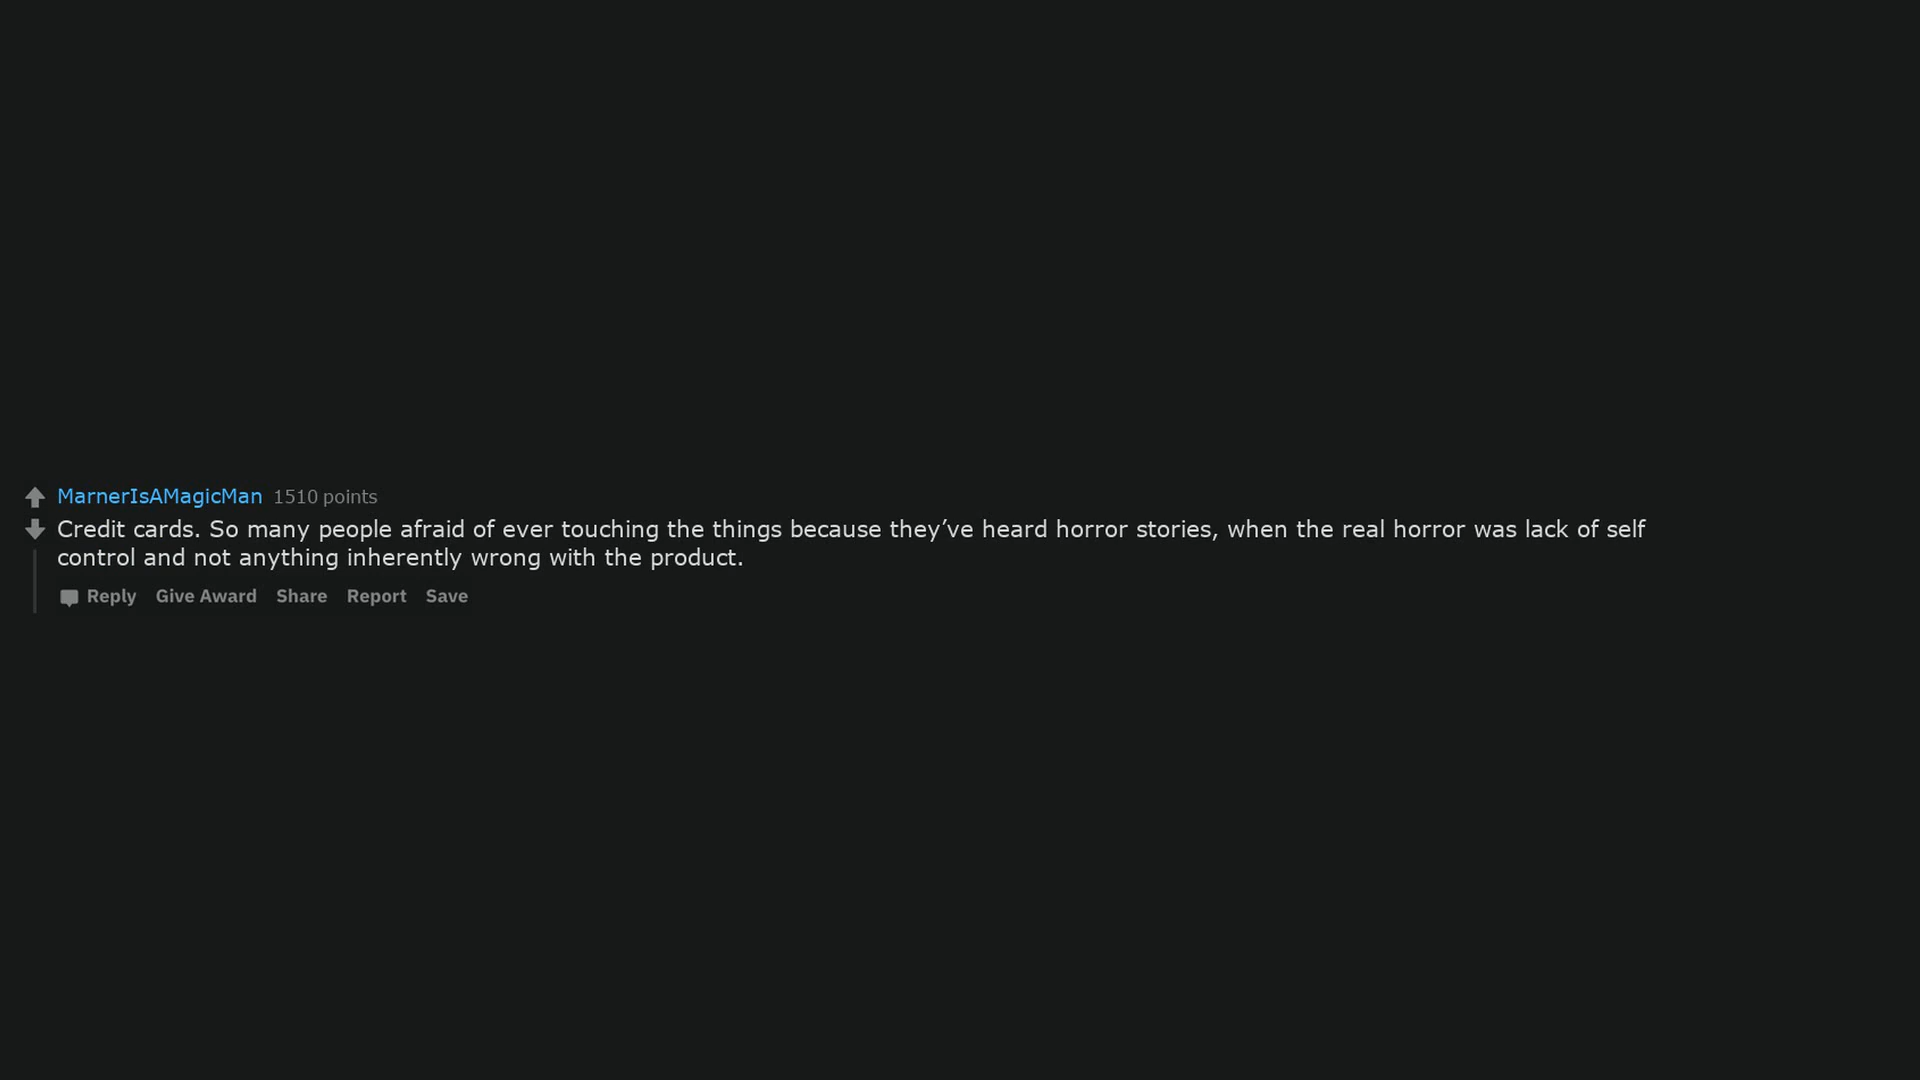 MarnerIsAMagicMan 1510 points
Credit cards. So many people afraid of ever touching the things because they’ve heard horror stories, when the real horror was lack of self
control and not anything inherently wrong with the product.
Reply Give Award Share Report Save